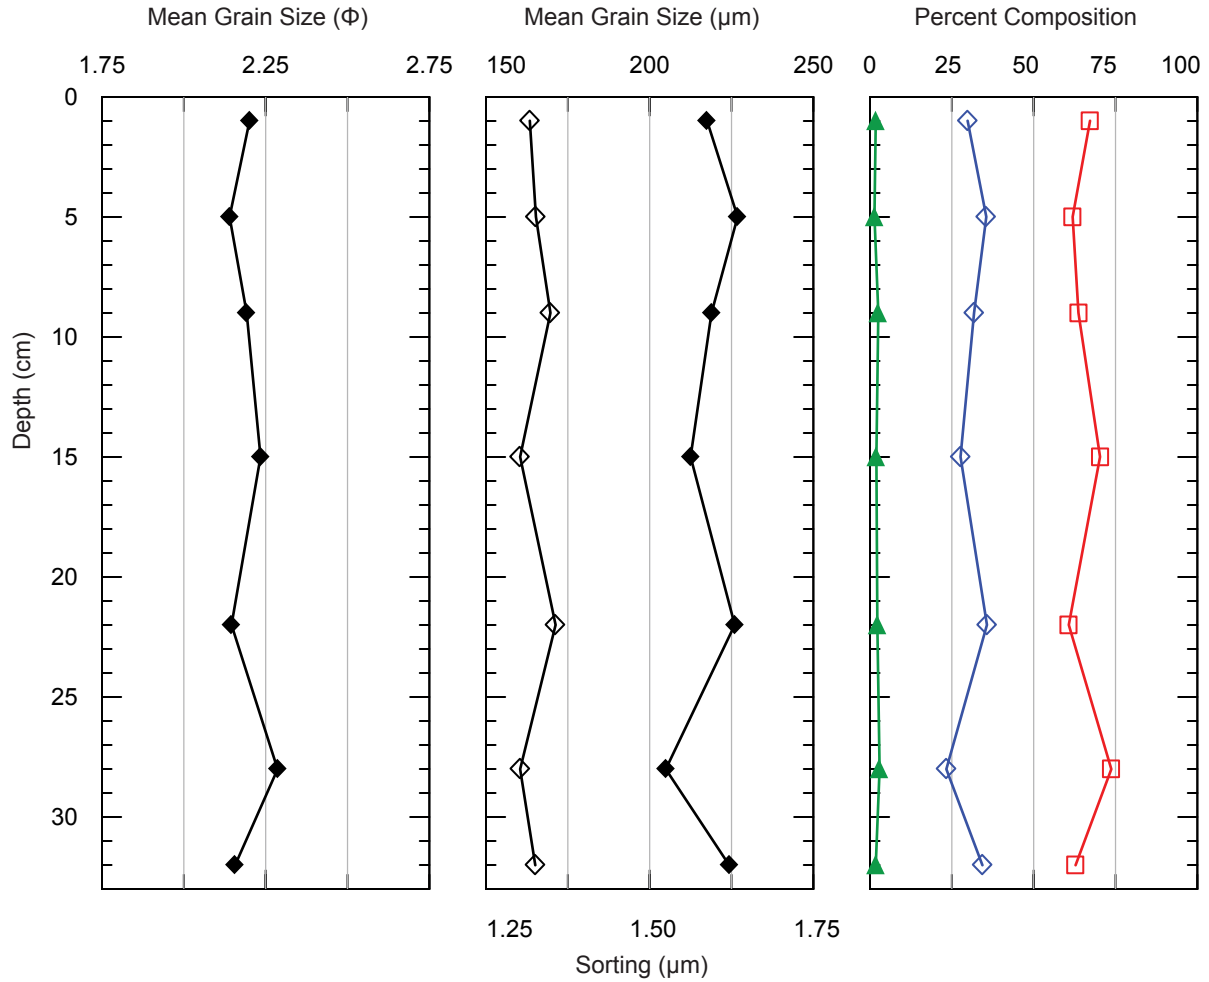 Mean Grain Size (Φ) Mean Grain Size (µm) Percent Composition
1.75 2.25 2.75 150 200 250 0 25 50 75 100
0
5
10
15
20
25
30
Depth (cm)
1.25 1.50 1.75
Sorting (µm)